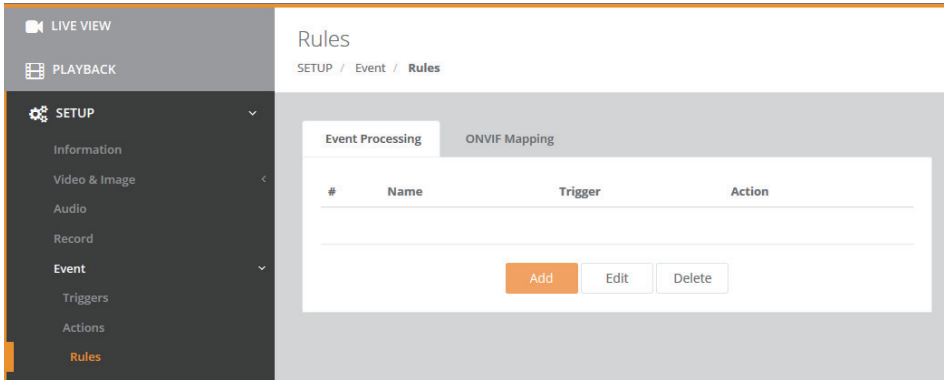 LIVE VIEW
PLAYBACK
SETUP
Information
Video & Image
Audio
Record
Event
Triggers
Actions
Rules
Rules
SETUP / Event / Rules
Event Processing ONVIF Mapping
# Name Trigger Action
Add Edit Delete